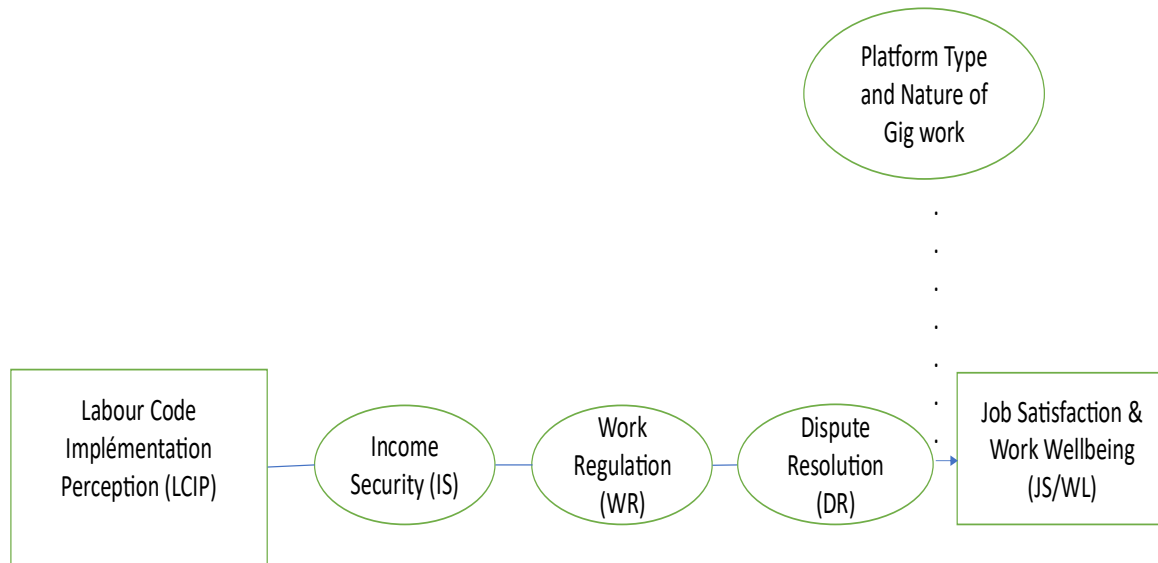 Platform Type
and Nature of
Gig work
Labour Code
Implémentation
Perception (LCIP)
Income
Security (IS)
Work
Regulation
(WR)
Dispute
Resolution
(DR)
Job Satisfaction &
Work Wellbeing
(JS/WL)